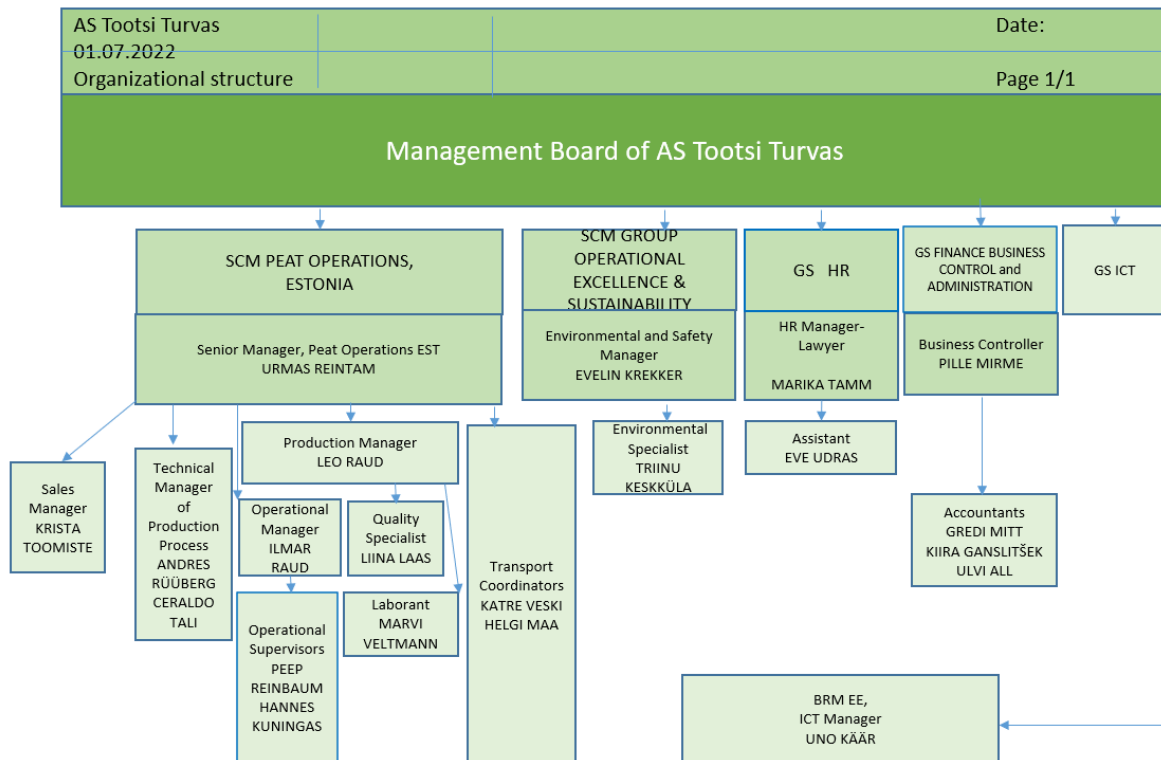 AS Tootsi Turvas Date:
01.07.2022
Organizational structure Page 1/1
Management Board of AS Tootsi Turvas
SCM PEAT OPERATIONS,
ESTONIA
Senior Manager, Peat Operations EST
URMAS REINTAM
SCM GROUP
OPERATIONAL
EXCELLENCE &
SUSTAINABILITY
Environmental and Safety
Manager
EVELIN KREKKER
GS HR
HR Manager-
Lawyer
MARIKA TAMM
GS FINANCE BUSINESS
CONTROL and
ADMINISTRATION
Business Controller
PILLE MIRME
GS ICT
Sales
Manager
KRISTA
TOOMISTE
Technical
Manager
of
Production
Process
ANDRES
RÜÜBERG
CERALDO
TALI
Production Manager
LEO RAUD
Operational
Manager
ILMAR
RAUD
Quality
Specialist
LIINA LAAS
Operational
Supervisors
PEEP
REINBAUM
HANNES
KUNINGAS
Laborant
MARVI
VELTMANN
Transport
Coordinators
KATRE VESKI
HELGI MAA
Environmental
Specialist
TRIINU
KESKKÜLA
Assistant
EVE UDRAS
Accountants
GREDI MITT
KIIRA GANSLITŠEK
ULVI ALL
BRM EE,
ICT Manager
UNO KÄÄR